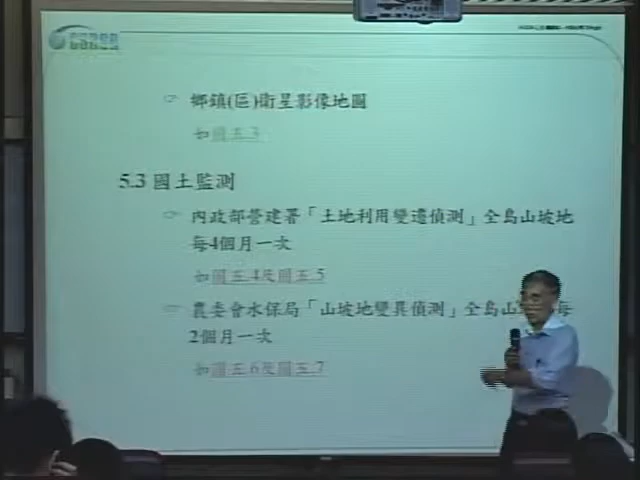 鄉鎮(區)衛星影像地圖
如圖五.3
5.3 國土監測
內政部營建署「土地利用變遷偵測」全島山坡地
每4個月一次
如圖五.4及圖五.5
農委會水保局「山坡地變異偵測」全島山 每
2個月一次
如圖五.6及圖五.7